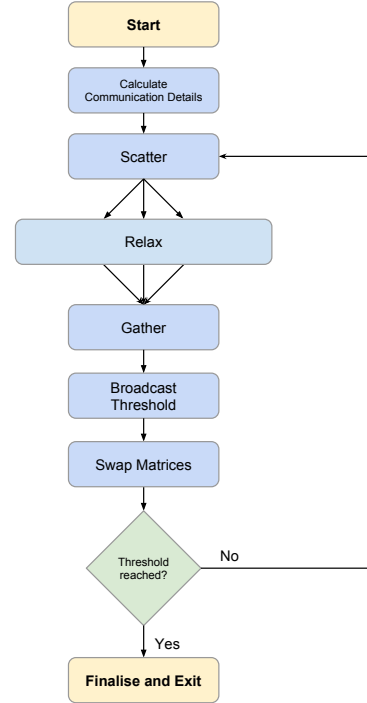 Start
Calculate
Communication Details
Scatter
Relax
Gather
Broadcast
Threshold
Swap Matrices
Threshold
reached?
No
Yes
Finalise and Exit